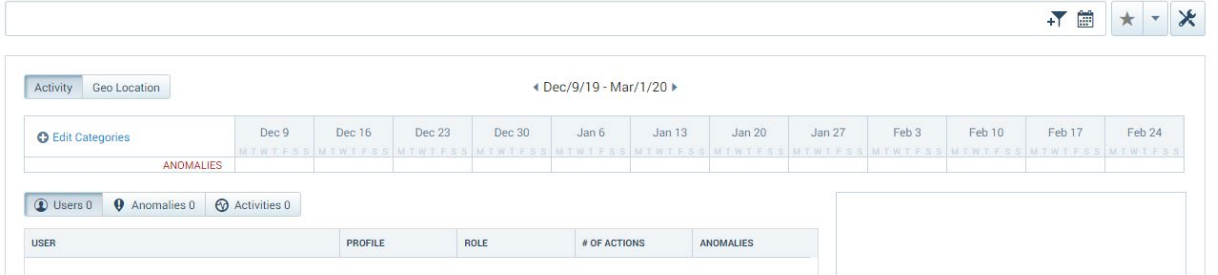 Activity Geo Location Dec/9/19 - Mar/1/20
Edit Categories Dec 9 Dec 16 Dec 23 Dec 30 Jan 6 Jan 13 Jan 20 Jan 27 Feb 3 Feb 10 Feb 17 Feb 24
M T W T F S S M T W T F S S M T W T F S S M T W T F S S M T W T F S S M T W T F S S M T W T F S S M T W T F S S M T W T F S S M T W T F S S M T W T F S S M T W T F S S
ANOMALIES
Users 0 Anomalies 0 Activities 0
USER PROFILE ROLE # OF ACTIONS ANOMALIES